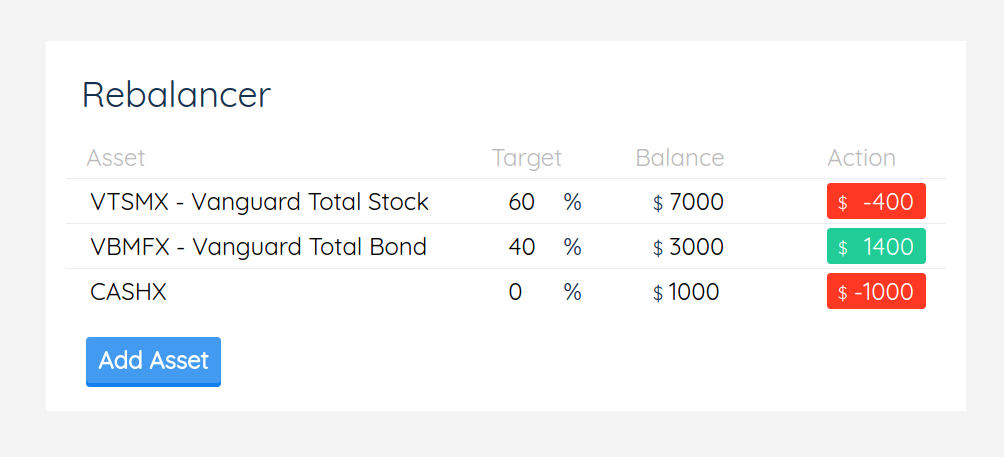 Rebalancer
Asset Target Balance Action
VTSMX - Vanguard Total Stock 60 % $ 7000 $ -400
VBMFX - Vanguard Total Bond 40 % $ 3000 $ 1400
CASHX 0 % $ 1000 $ -1000
Add Asset